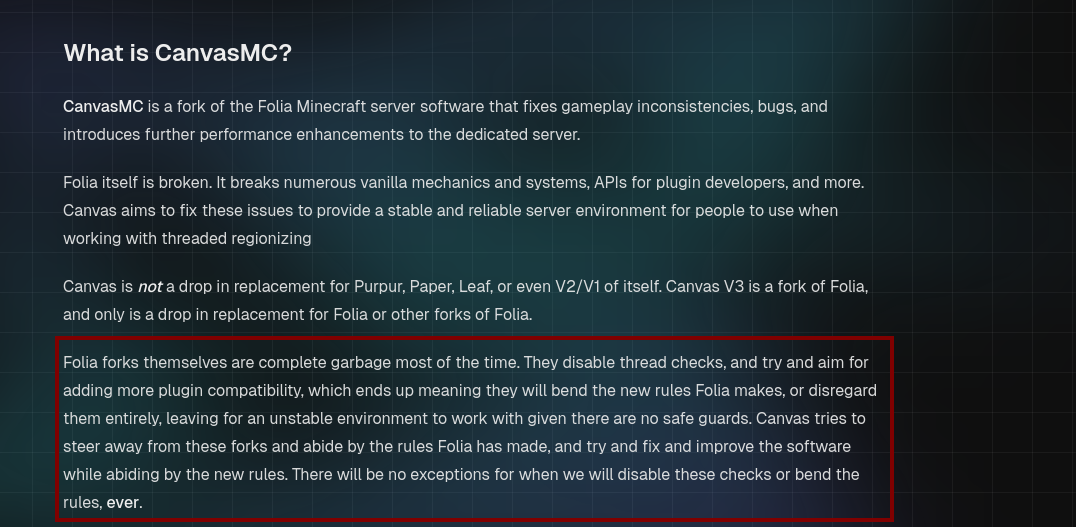 What is CanvasMC?
CanvasMC is a fork of the Folia Minecraft server software that fixes gameplay inconsistencies, bugs, and
introduces further performance enhancements to the dedicated server.
Folia itself is broken. It breaks numerous vanilla mechanics and systems, APIs for plugin developers, and more.
Canvas aims to fix these issues to provide a stable and reliable server environment for people to use when
working with threaded regionizing
Canvas is not a drop in replacement for Purpur, Paper, Leaf, or even V2/V1 of itself. Canvas V3 is a fork of Folia,
and only is a drop in replacement for Folia or other forks of Folia.
Folia forks themselves are complete garbage most of the time. They disable thread checks, and try and aim for
adding more plugin compatibility, which ends up meaning they will bend the new rules Folia makes, or disregard
them entirely, leaving for an unstable environment to work with given there are no safe guards. Canvas tries to
steer away from these forks and abide by the rules Folia has made, and try and fix and improve the software
while abiding by the new rules. There will be no exceptions for when we will disable these checks or bend the
rules, ever.